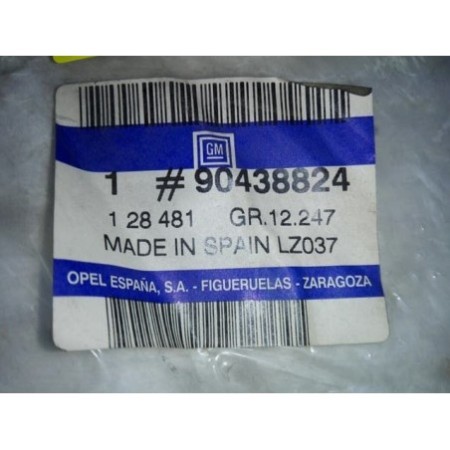 GM
1 # 90438824
1 28 481 GR.12.247
MADE IN SPAIN LZ037
OPEL ESPAÑA, S.A. - FIGUERUELAS - ZARAGOZA